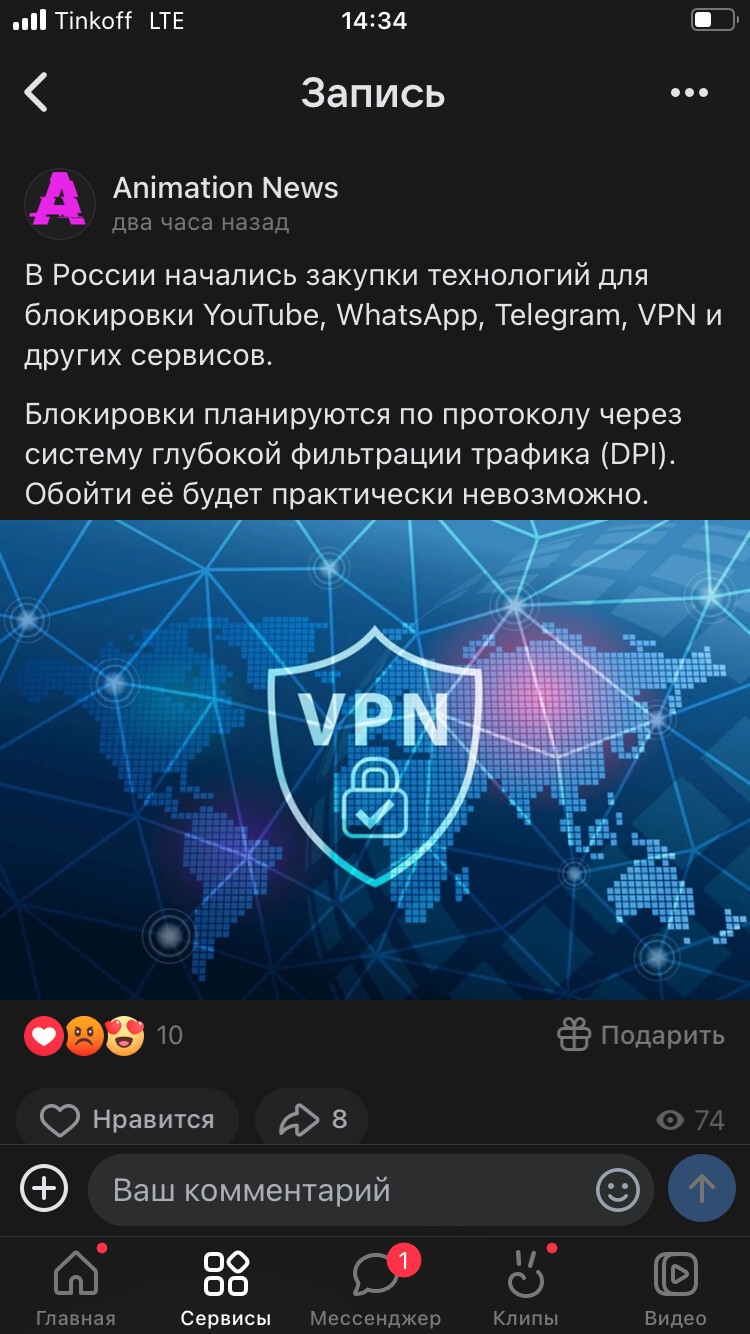 Tinkoff LTE 14:34
Запись
Animation News
два часа назад
В России начались закупки технологий для
блокировки YouTube, WhatsApp, Telegram, VPN и
других сервисов.
Блокировки планируются по протоколу через
систему глубокой фильтрации трафика (DPI).
Обойти её будет практически невозможно.
VPN
10 Подарить
Нравится 8 74
Ваш комментарий
1
Главная Сервисы Мессенджер Клипы Видео